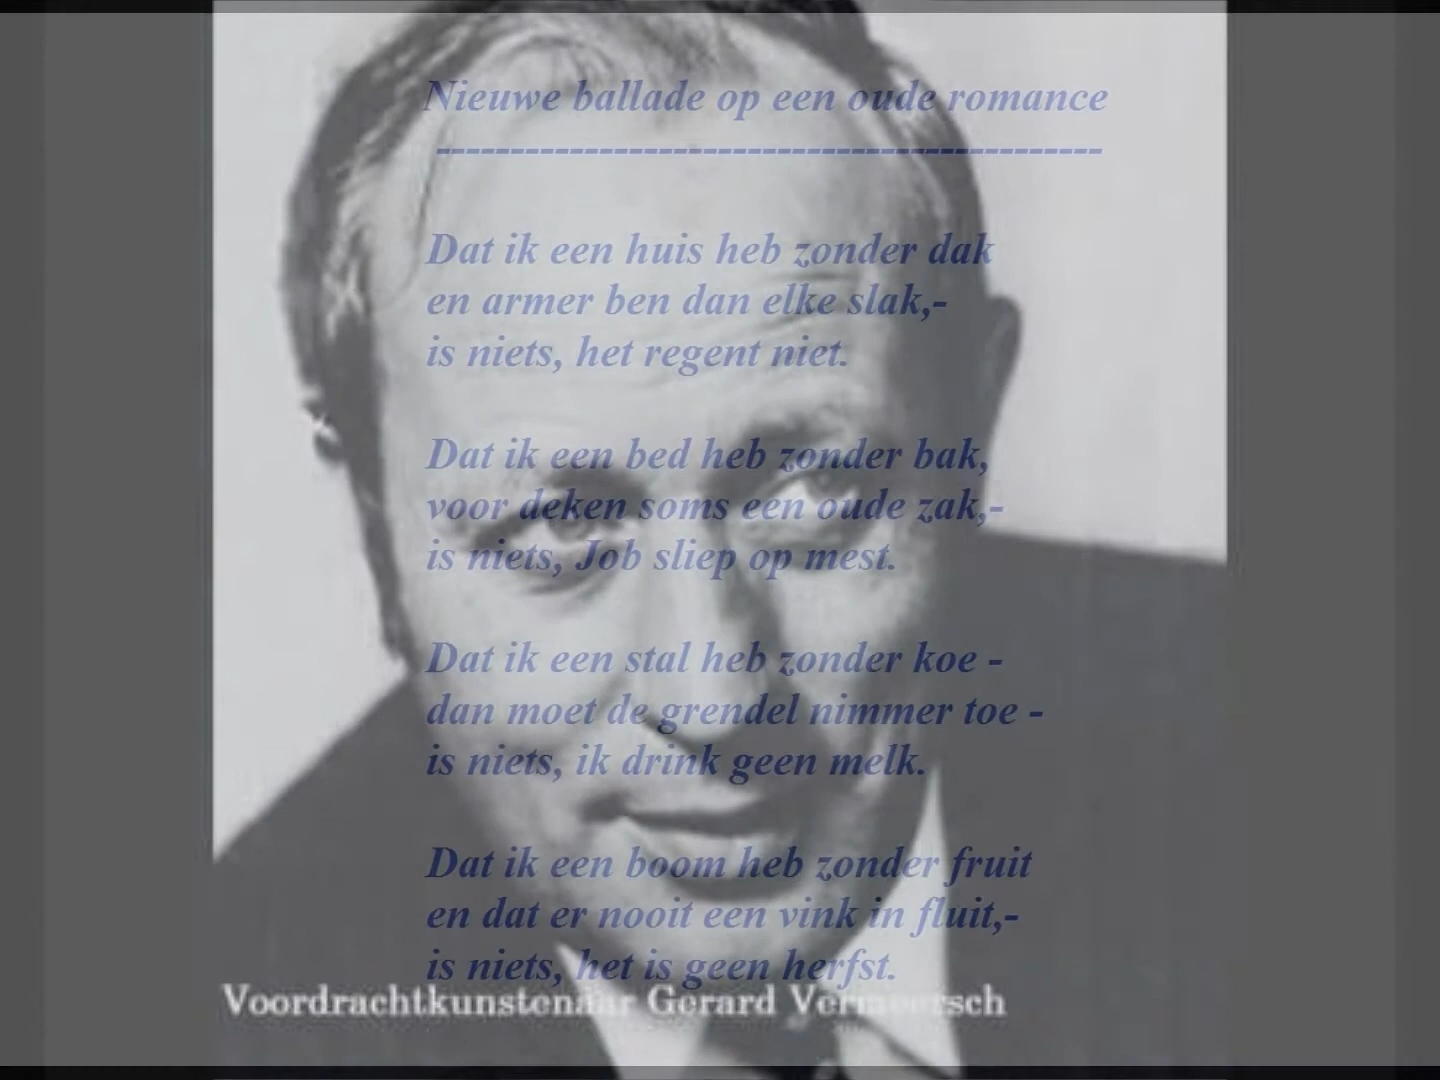 Nieuwe ballade op een oude romance
----------------------------------------------
Dat ik een huis heb zonder dak
en armer ben dan elke slak,-
is niets, het regent niet.
Dat ik een bed heb zonder bak,
voor deken soms een oude zak,-
is niets, Job sliep op mest.
Dat ik een stal heb zonder koe -
dan moet de grendel nimmer toe -
is niets, ik drink geen melk.
Dat ik een boom heb zonder fruit
en dat er nooit een vink in fluit,-
is niets, het is geen herfst.
Voordrachtkunstenaar Gerard Vermeersch